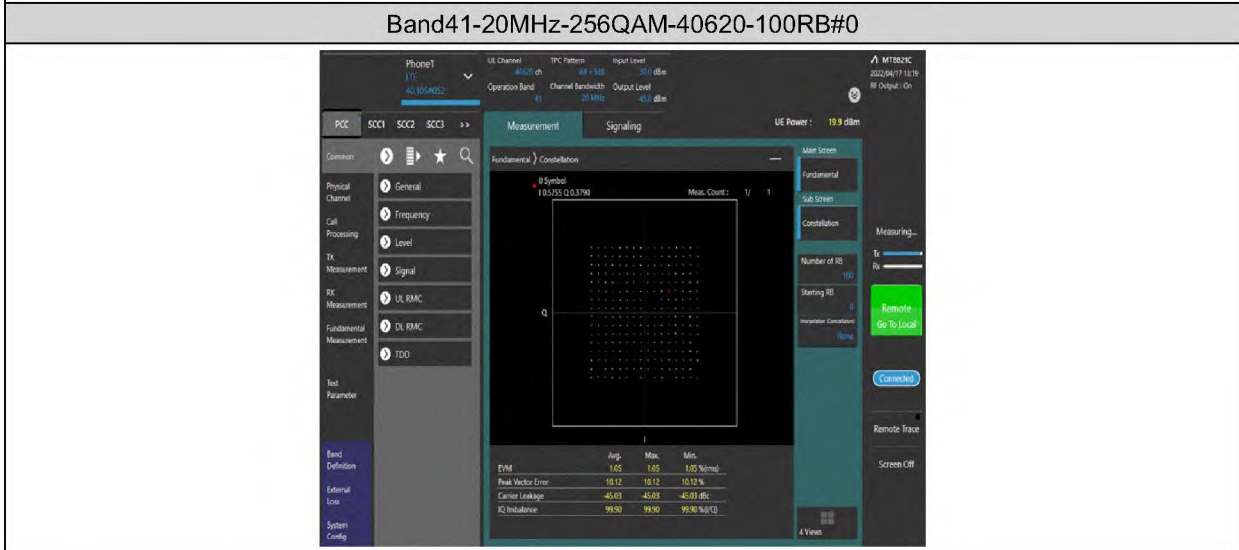 Band41-20MHz-256QAM-40620-100RB#0
Phone1
LTE
UL Channel TPC Pattern Input Level
40620 ch All +3dB 30.0 dBm
Operation Band Channel Bandwidth Output Level
41 20 MHz -45.0 dBm
MT8821C
2022/04/17 13:19
RF Output : On
PCC SCC1 SCC2 SCC3 >>
Measurement Signaling
UE Power : 19.9 dBm
Common
Physical
Channel
Call
Processing
TX
Measurement
RX
Measurement
Fundamental
Measurement
Test
Parameter
Band
Definition
External
Loss
System
Config
General
Frequency
Level
Signal
UL RMC
DL RMC
TDD
Fundamental > Constellation
0 Symbol
I 0.5255 Q 0.3790 Meas. Count : 1/ 1
Q
I
Avg. Max. Min.
EVM 1.05 1.05 1.05 %(rms)
Peak Vector Error 10.12 10.12 10.12 %
Carrier Leakage -45.03 -45.03 -45.03 dBc
IQ Imbalance 99.90 99.90 99.90 %(I/Q)
Main Screen
Fundamental
Sub Screen
Constellation
Number of RB
100
Starting RB
0
None
4 Views
Measuring...
Tx
Rx
Remote
Go To Local
Connected
Remote Trace
Screen Off